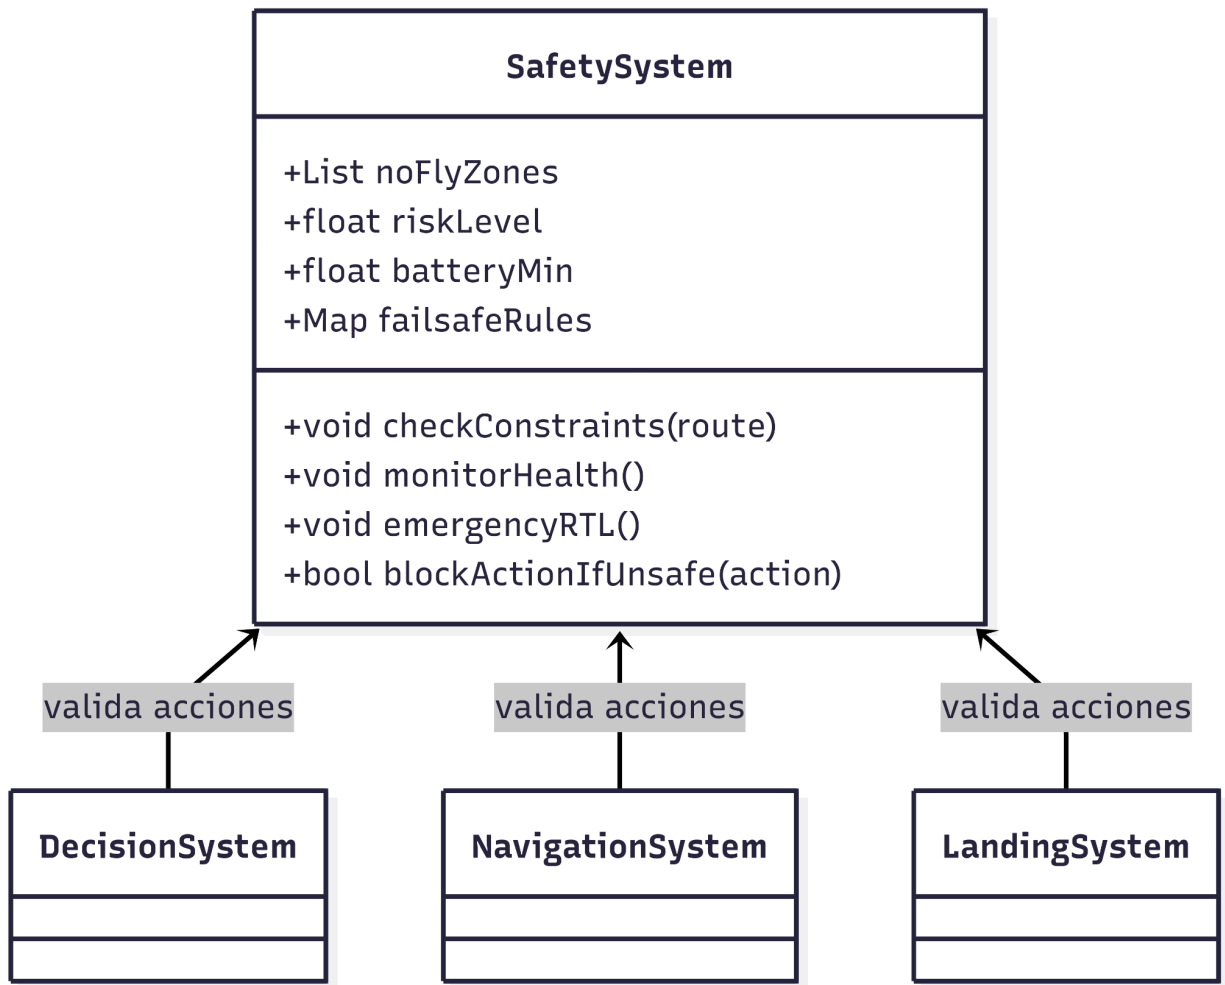 SafetySystem
+List noFlyZones
+float riskLevel
+float batteryMin
+Map failsafeRules
+void checkConstraints(route)
+void monitorHealth()
+void emergencyRTL()
+bool blockActionIfUnsafe(action)
valida acciones
valida acciones
valida acciones
DecisionSystem
NavigationSystem
LandingSystem